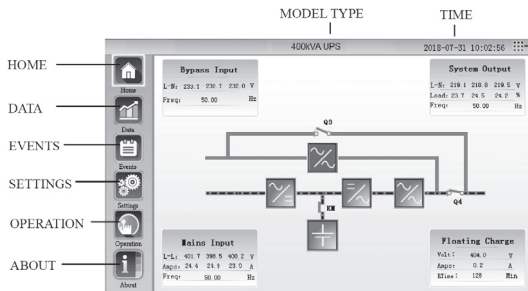 MODEL TYPE
TIME
400kVA UPS
2018-07-31 10:02:56
HOME
Home
DATA
Data
EVENTS
Events
SETTINGS
Settings
OPERATION
Operation
ABOUT
About
Bypass Input
L-N: 233.1 232.7 232.0 V
Freq: 50.00 Hz
System Output
L-N: 219.1 218.8 219.5 V
Load: 23.7 24.5 24.2 %
Freq: 50.00 Hz
Q3
Q4
KM
Mains Input
L-L: 401.7 398.5 400.2 V
Amps: 24.4 24.9 23.0 A
Freq: 50.00 Hz
Floating Charge
Volt: 404.0 V
Amps: 0.2 A
RTime: 128 Min